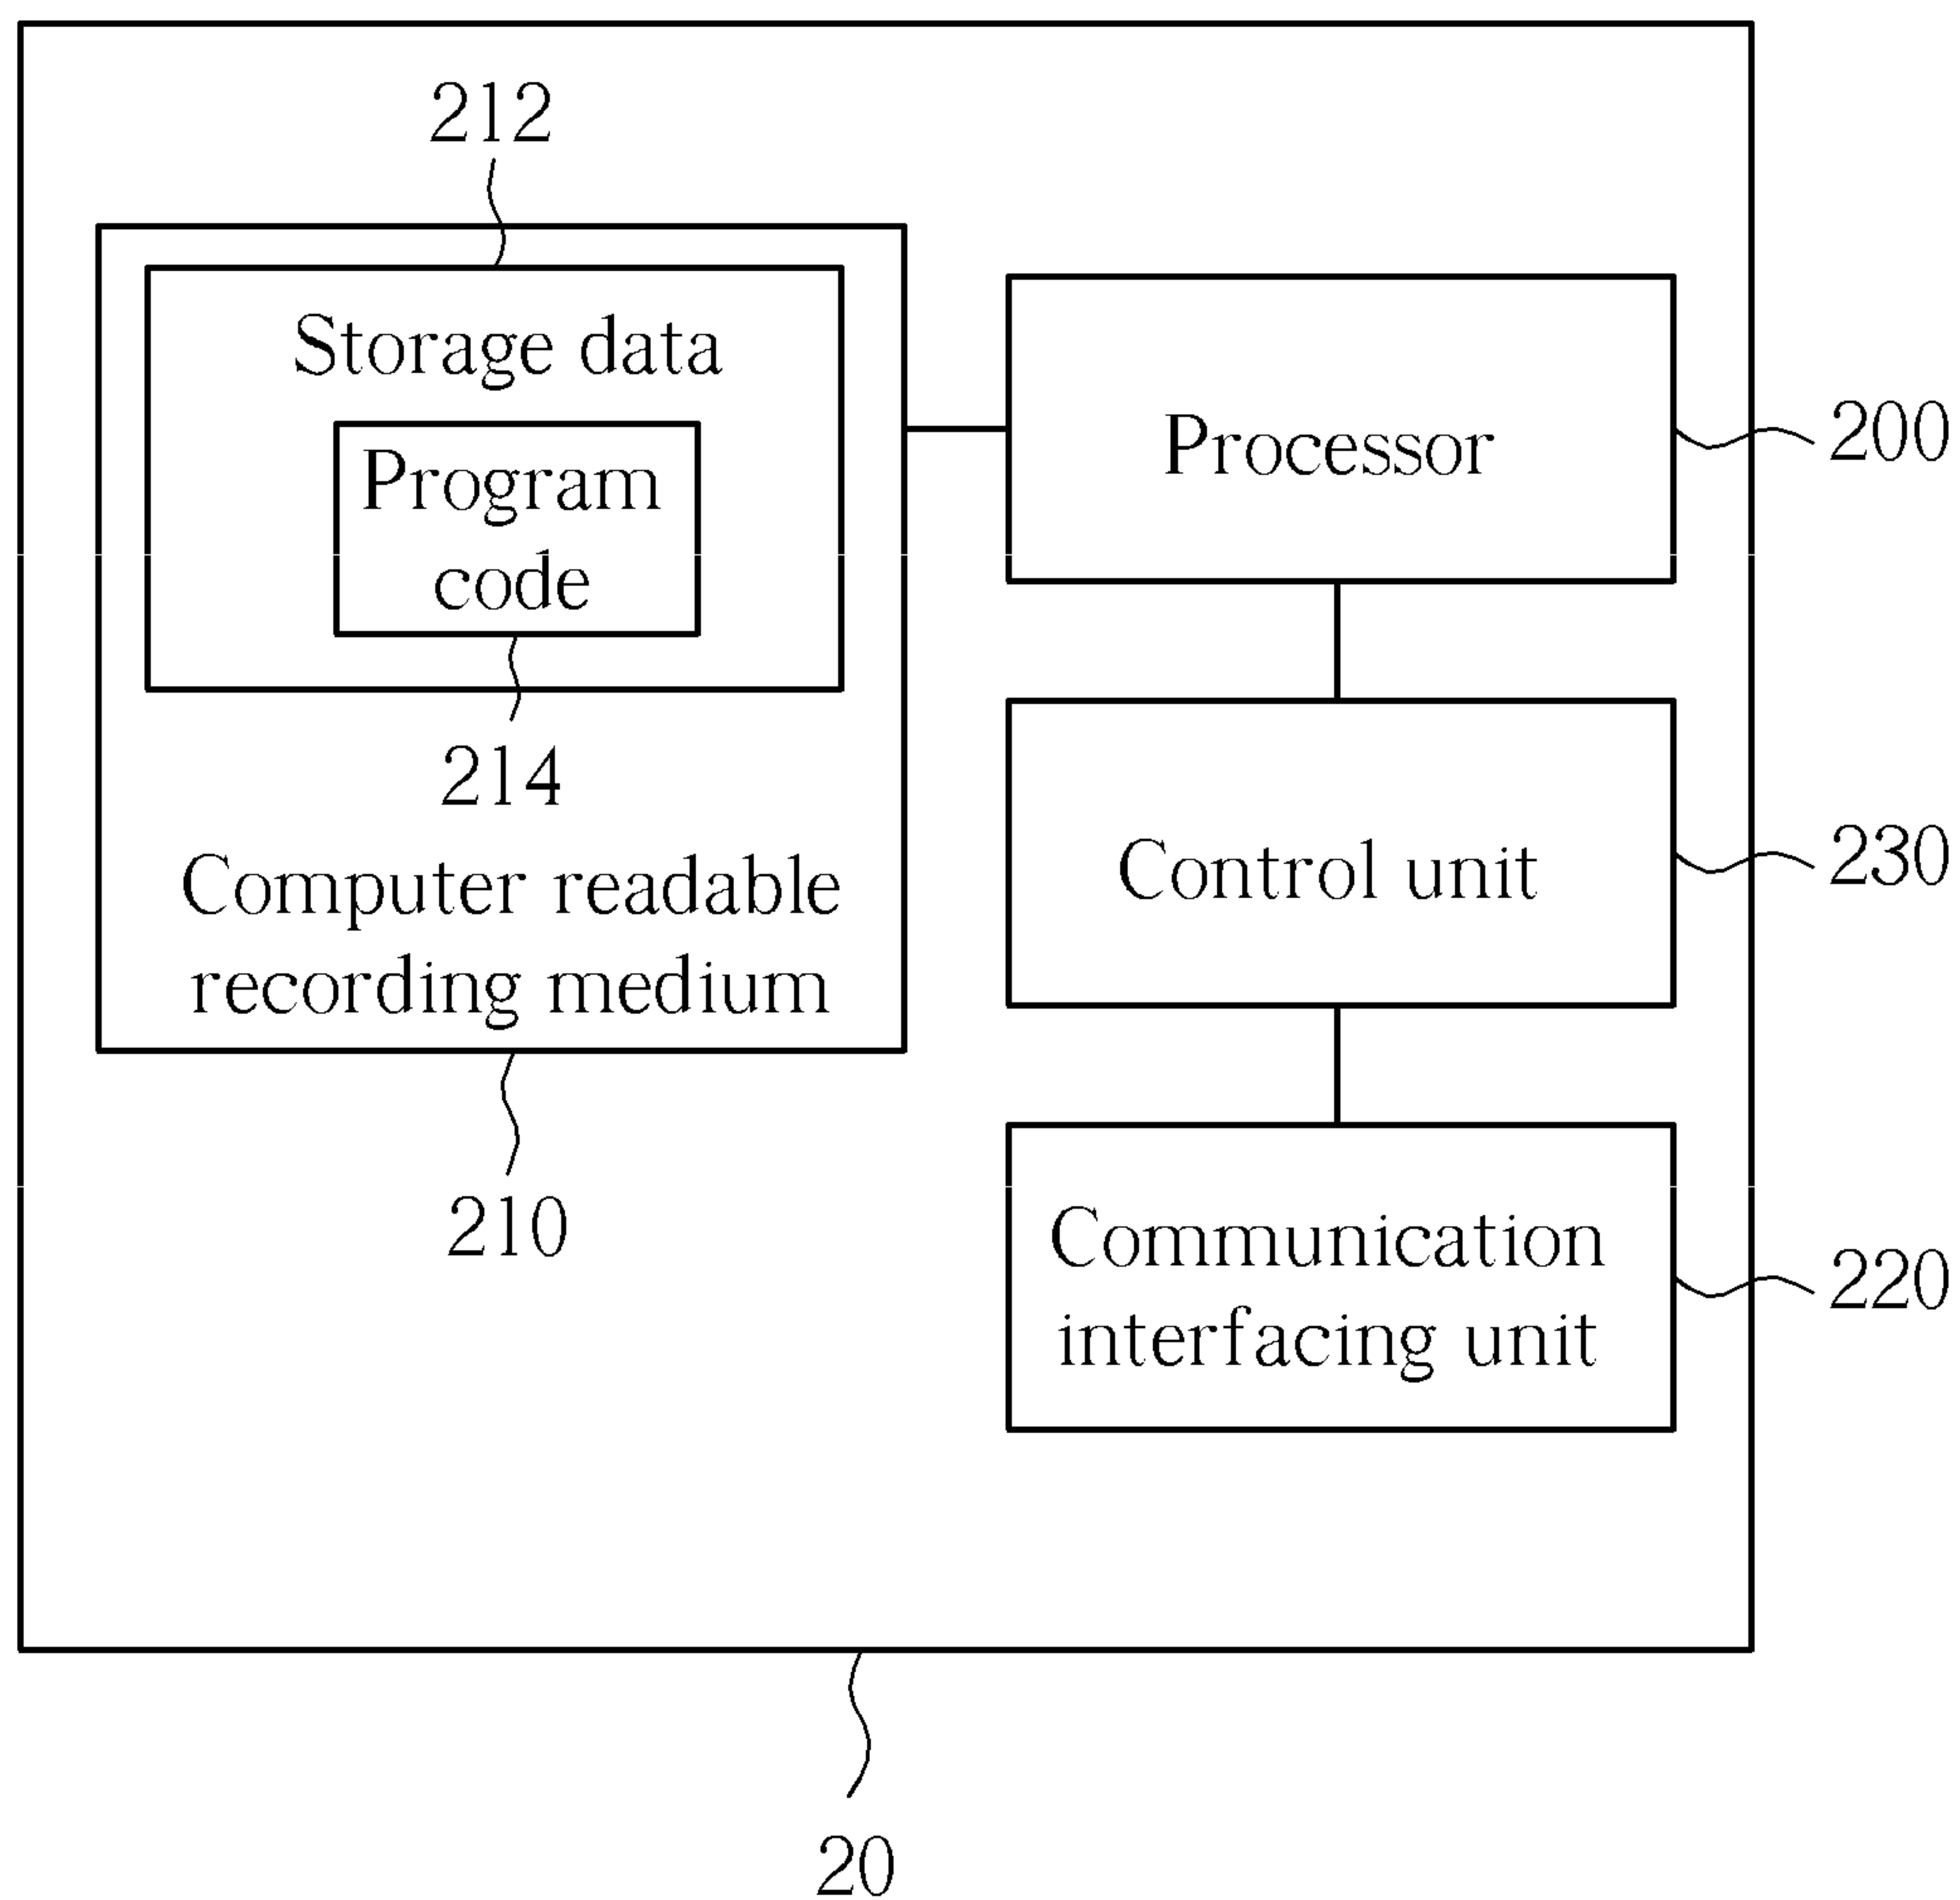 212
Storage data
Program
code
214
Computer readable
recording medium
210
Processor
200
Control unit
230
Communication
interfacing unit
220
20